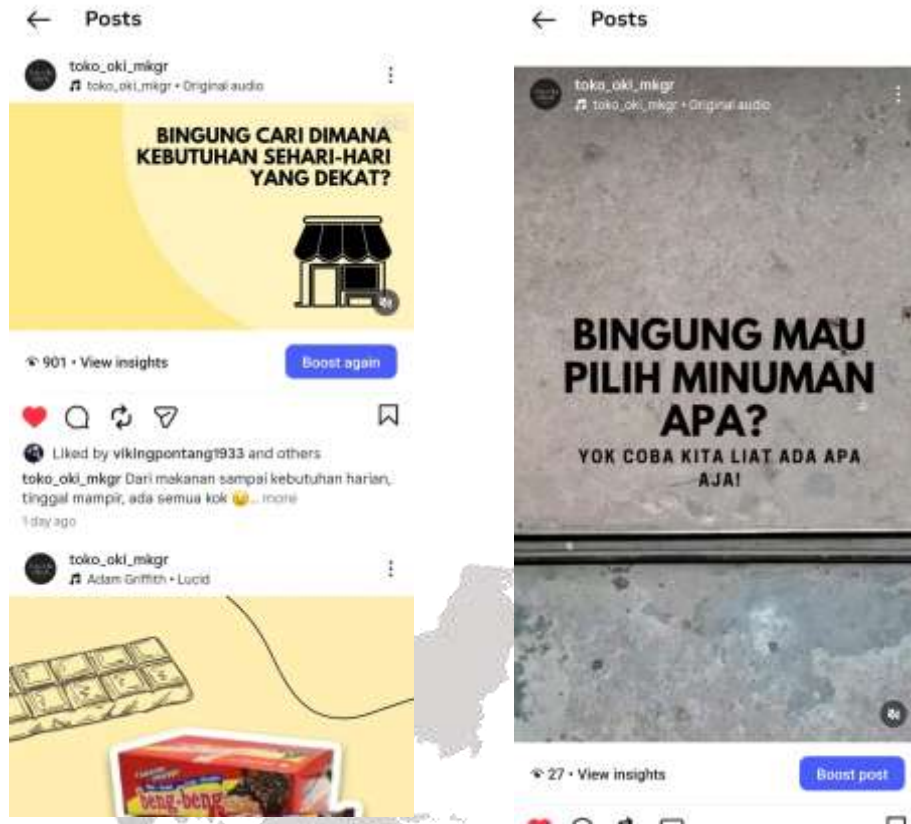 Posts
toko_oki_mkgr
toko_oki_mkgr • Original audio
BINGUNG CARI DIMANA
KEBUTUHAN SEHARI-HARI
YANG DEKAT?
901 • View insights
Boost again
Liked by vikingpontang1933 and others
toko_oki_mkgr Dari makanan sampai kebutuhan harian,
tinggal mampir, ada semua kok 😉... more
1 day ago
toko_oki_mkgr
Adam Griffith • Lucid
beng-beng
Posts
toko_oki_mkgr
toko_oki_mkgr • Original audio
BINGUNG MAU
PILIH MINUMAN
APA?
YOK COBA KITA LIAT ADA APA
AJA!
27 • View insights
Boost post